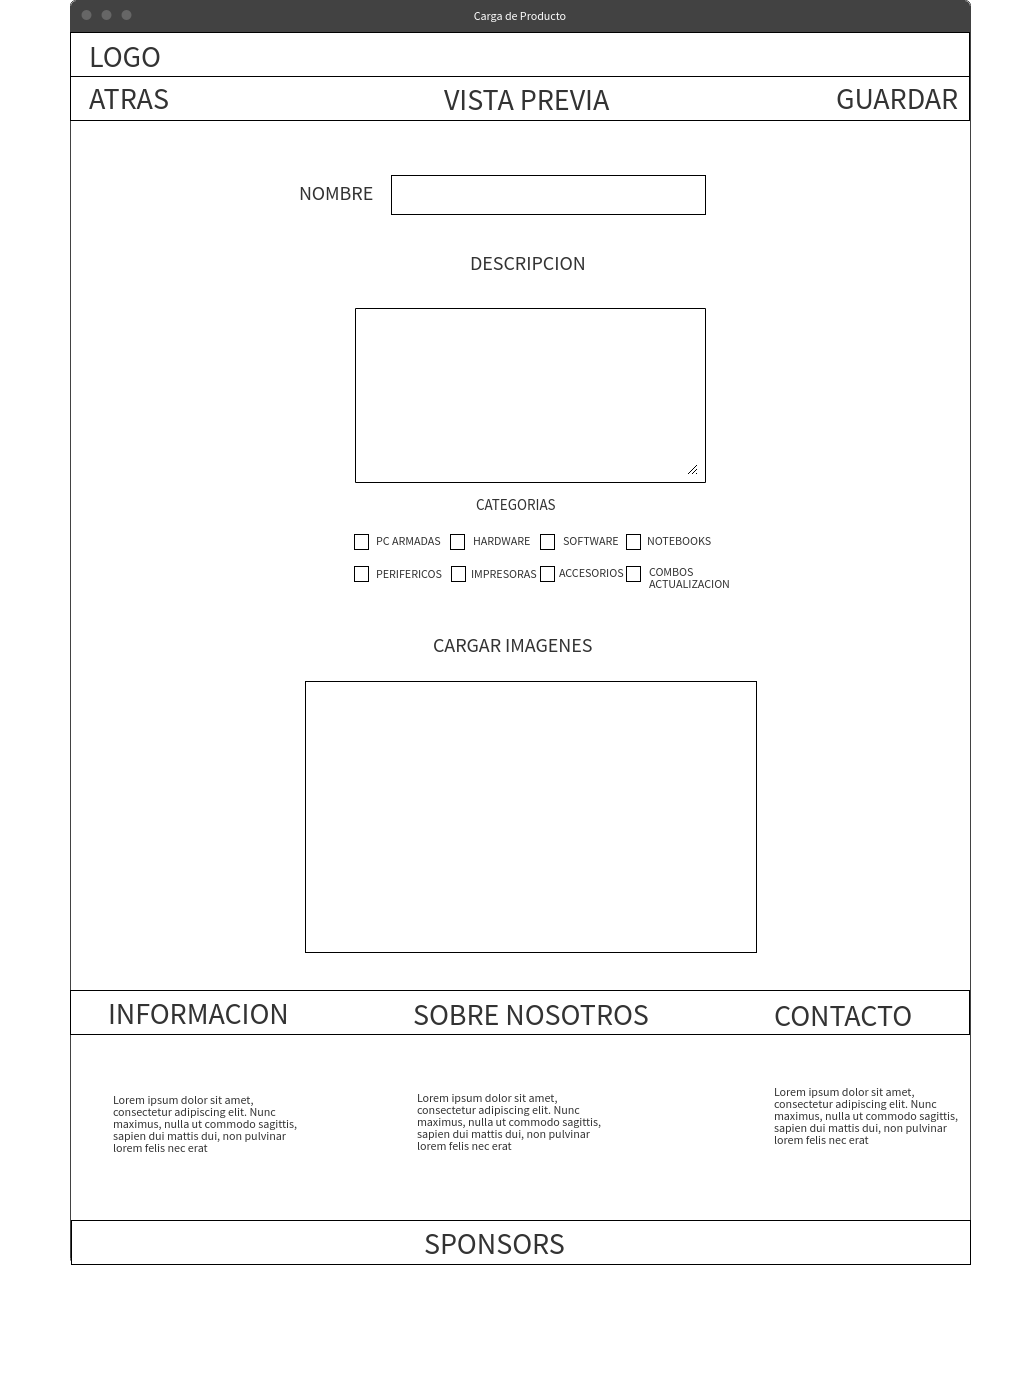 Carga de Producto
LOGO
ATRAS
VISTA PREVIA
GUARDAR
NOMBRE
DESCRIPCION
CATEGORIAS
PC ARMADAS
HARDWARE
SOFTWARE
NOTEBOOKS
PERIFERICOS
IMPRESORAS
ACCESORIOS
COMBOS
ACTUALIZACION
CARGAR IMAGENES
INFORMACION
SOBRE NOSOTROS
CONTACTO
Lorem ipsum dolor sit amet,
consectetur adipiscing elit. Nunc
maximus, nulla ut commodo sagittis,
sapien dui mattis dui, non pulvinar
lorem felis nec erat
Lorem ipsum dolor sit amet,
consectetur adipiscing elit. Nunc
maximus, nulla ut commodo sagittis,
sapien dui mattis dui, non pulvinar
lorem felis nec erat
Lorem ipsum dolor sit amet,
consectetur adipiscing elit. Nunc
maximus, nulla ut commodo sagittis,
sapien dui mattis dui, non pulvinar
lorem felis nec erat
SPONSORS